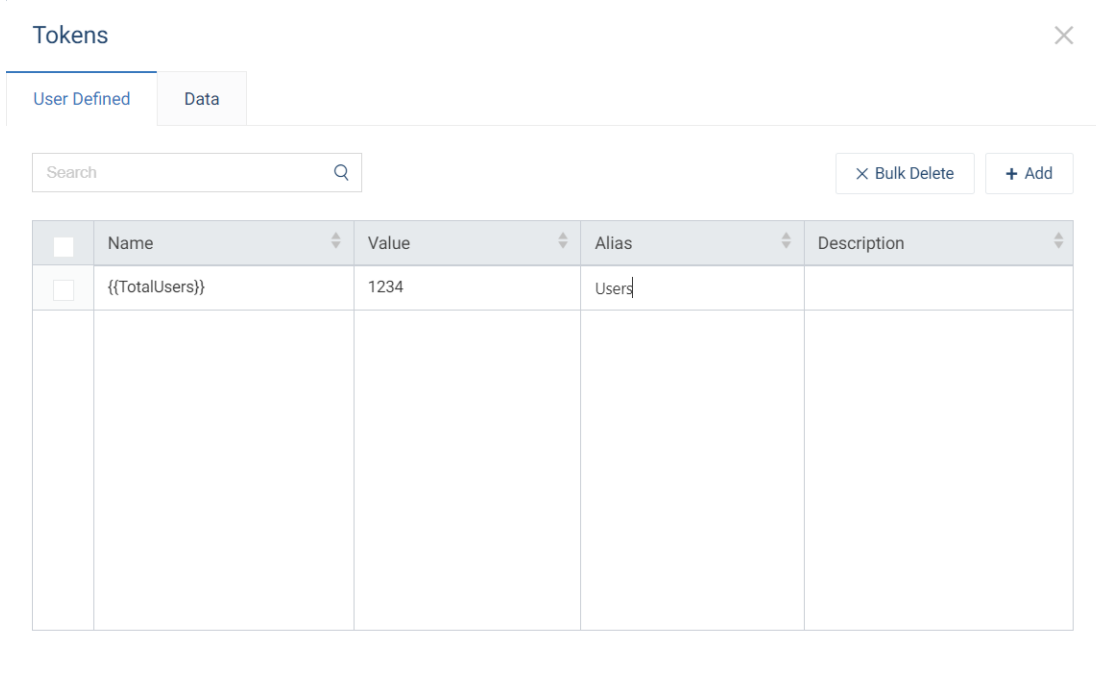 Tokens
User Defined Data
Search Bulk Delete + Add
Name Value Alias Description
{{TotalUsers}} 1234 Users